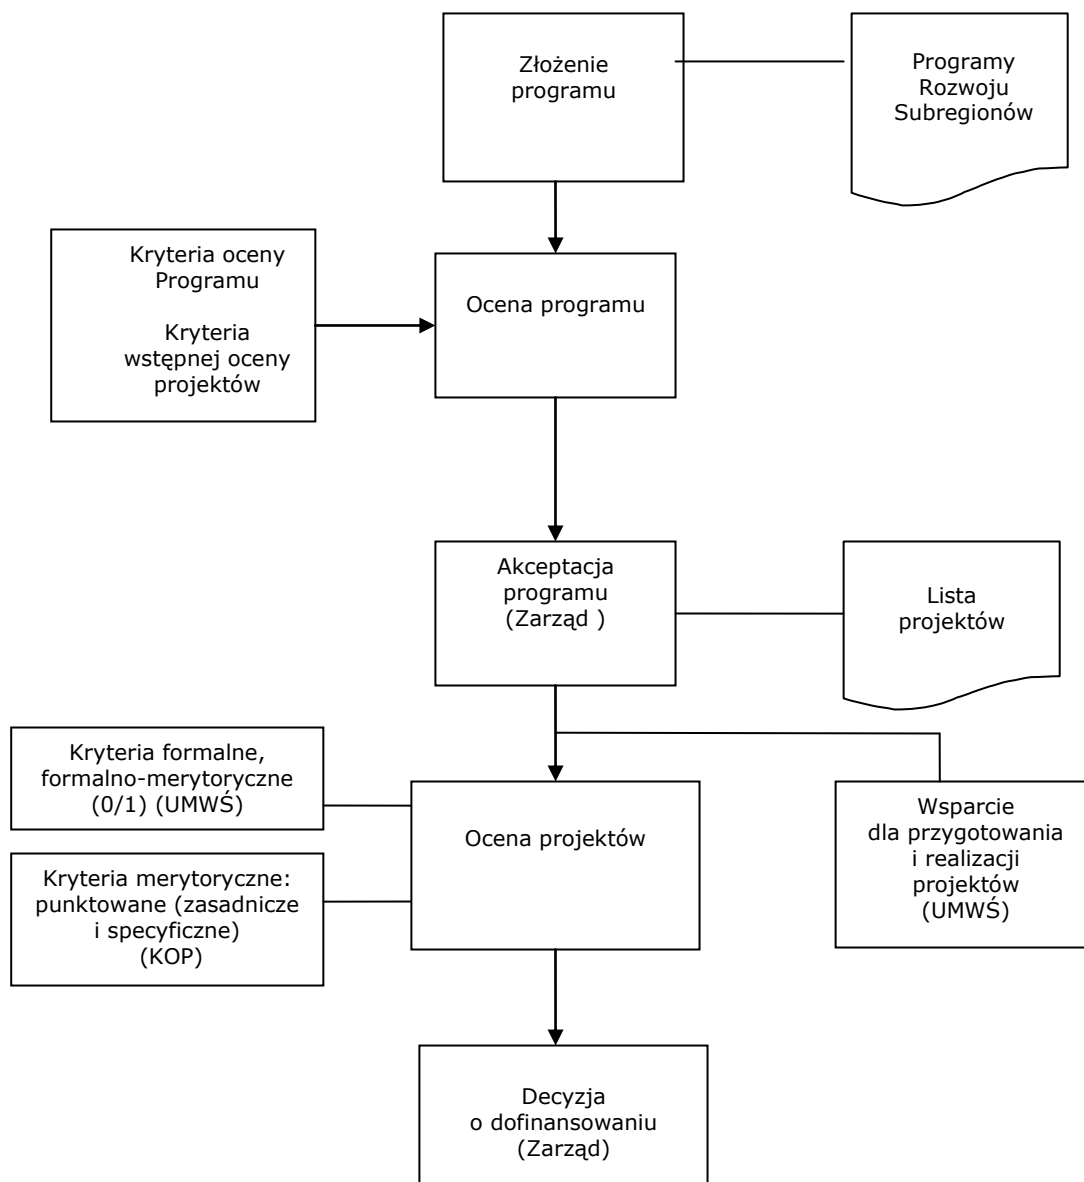 Złożenie
programu
Programy
Rozwoju
Subregionów
Kryteria oceny
Programu
Kryteria
wstępnej oceny
projektów
Ocena programu
Akceptacja
programu
(Zarząd )
Lista
projektów
Kryteria formalne,
formalno-merytoryczne
(0/1) (UMWŚ)
Kryteria merytoryczne:
punktowane (zasadnicze
i specyficzne)
(KOP)
Ocena projektów
Wsparcie
dla przygotowania
i realizacji
projektów
(UMWŚ)
Decyzja
o dofinansowaniu
(Zarząd)